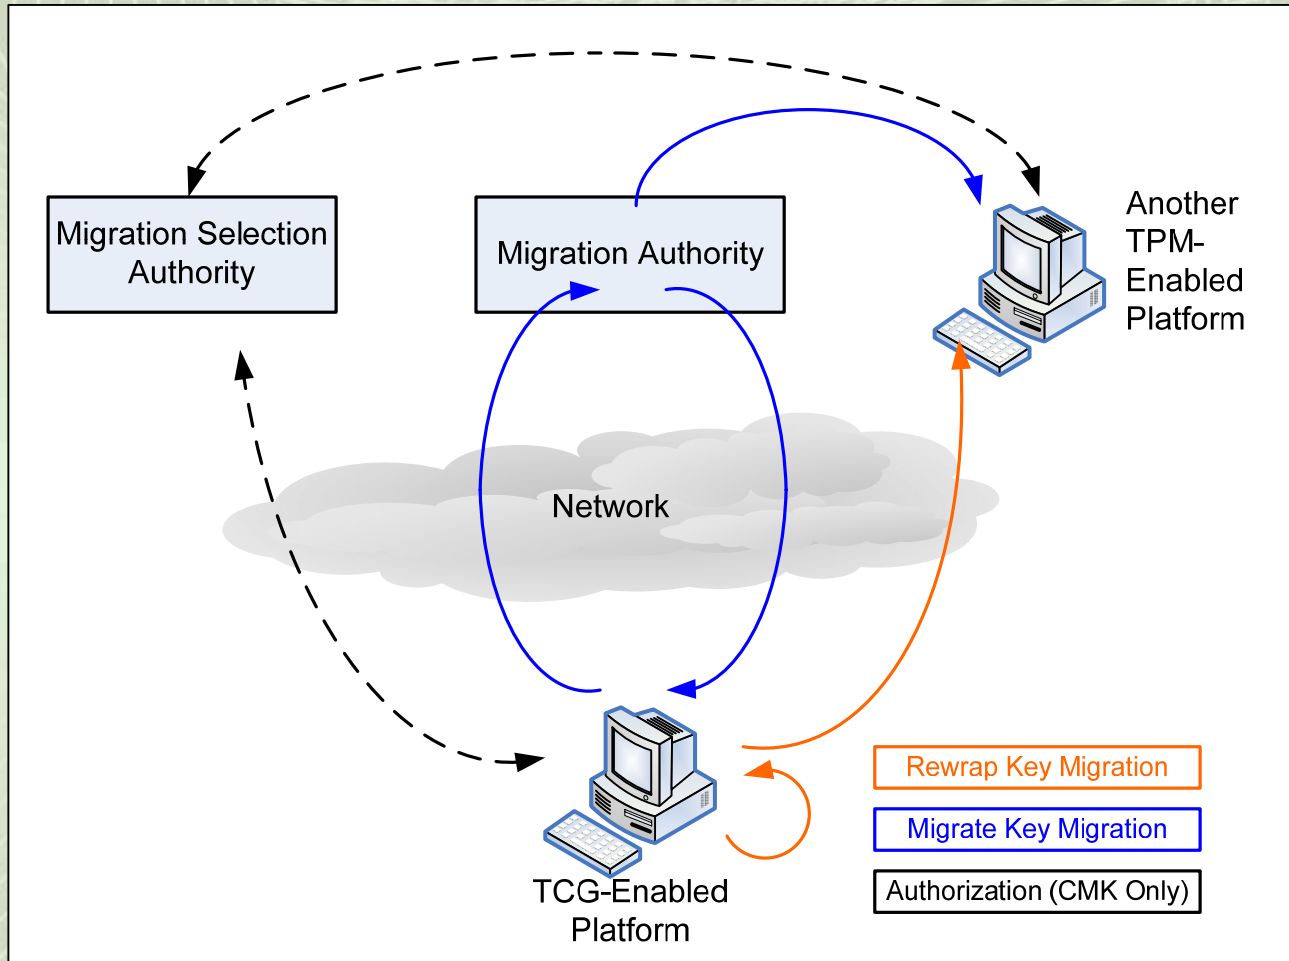 Migration Selection
Authority
Migration Authority
Another
TPM-
Enabled
Platform
Network
TCG-Enabled
Platform
Rewrap Key Migration
Migrate Key Migration
Authorization (CMK Only)